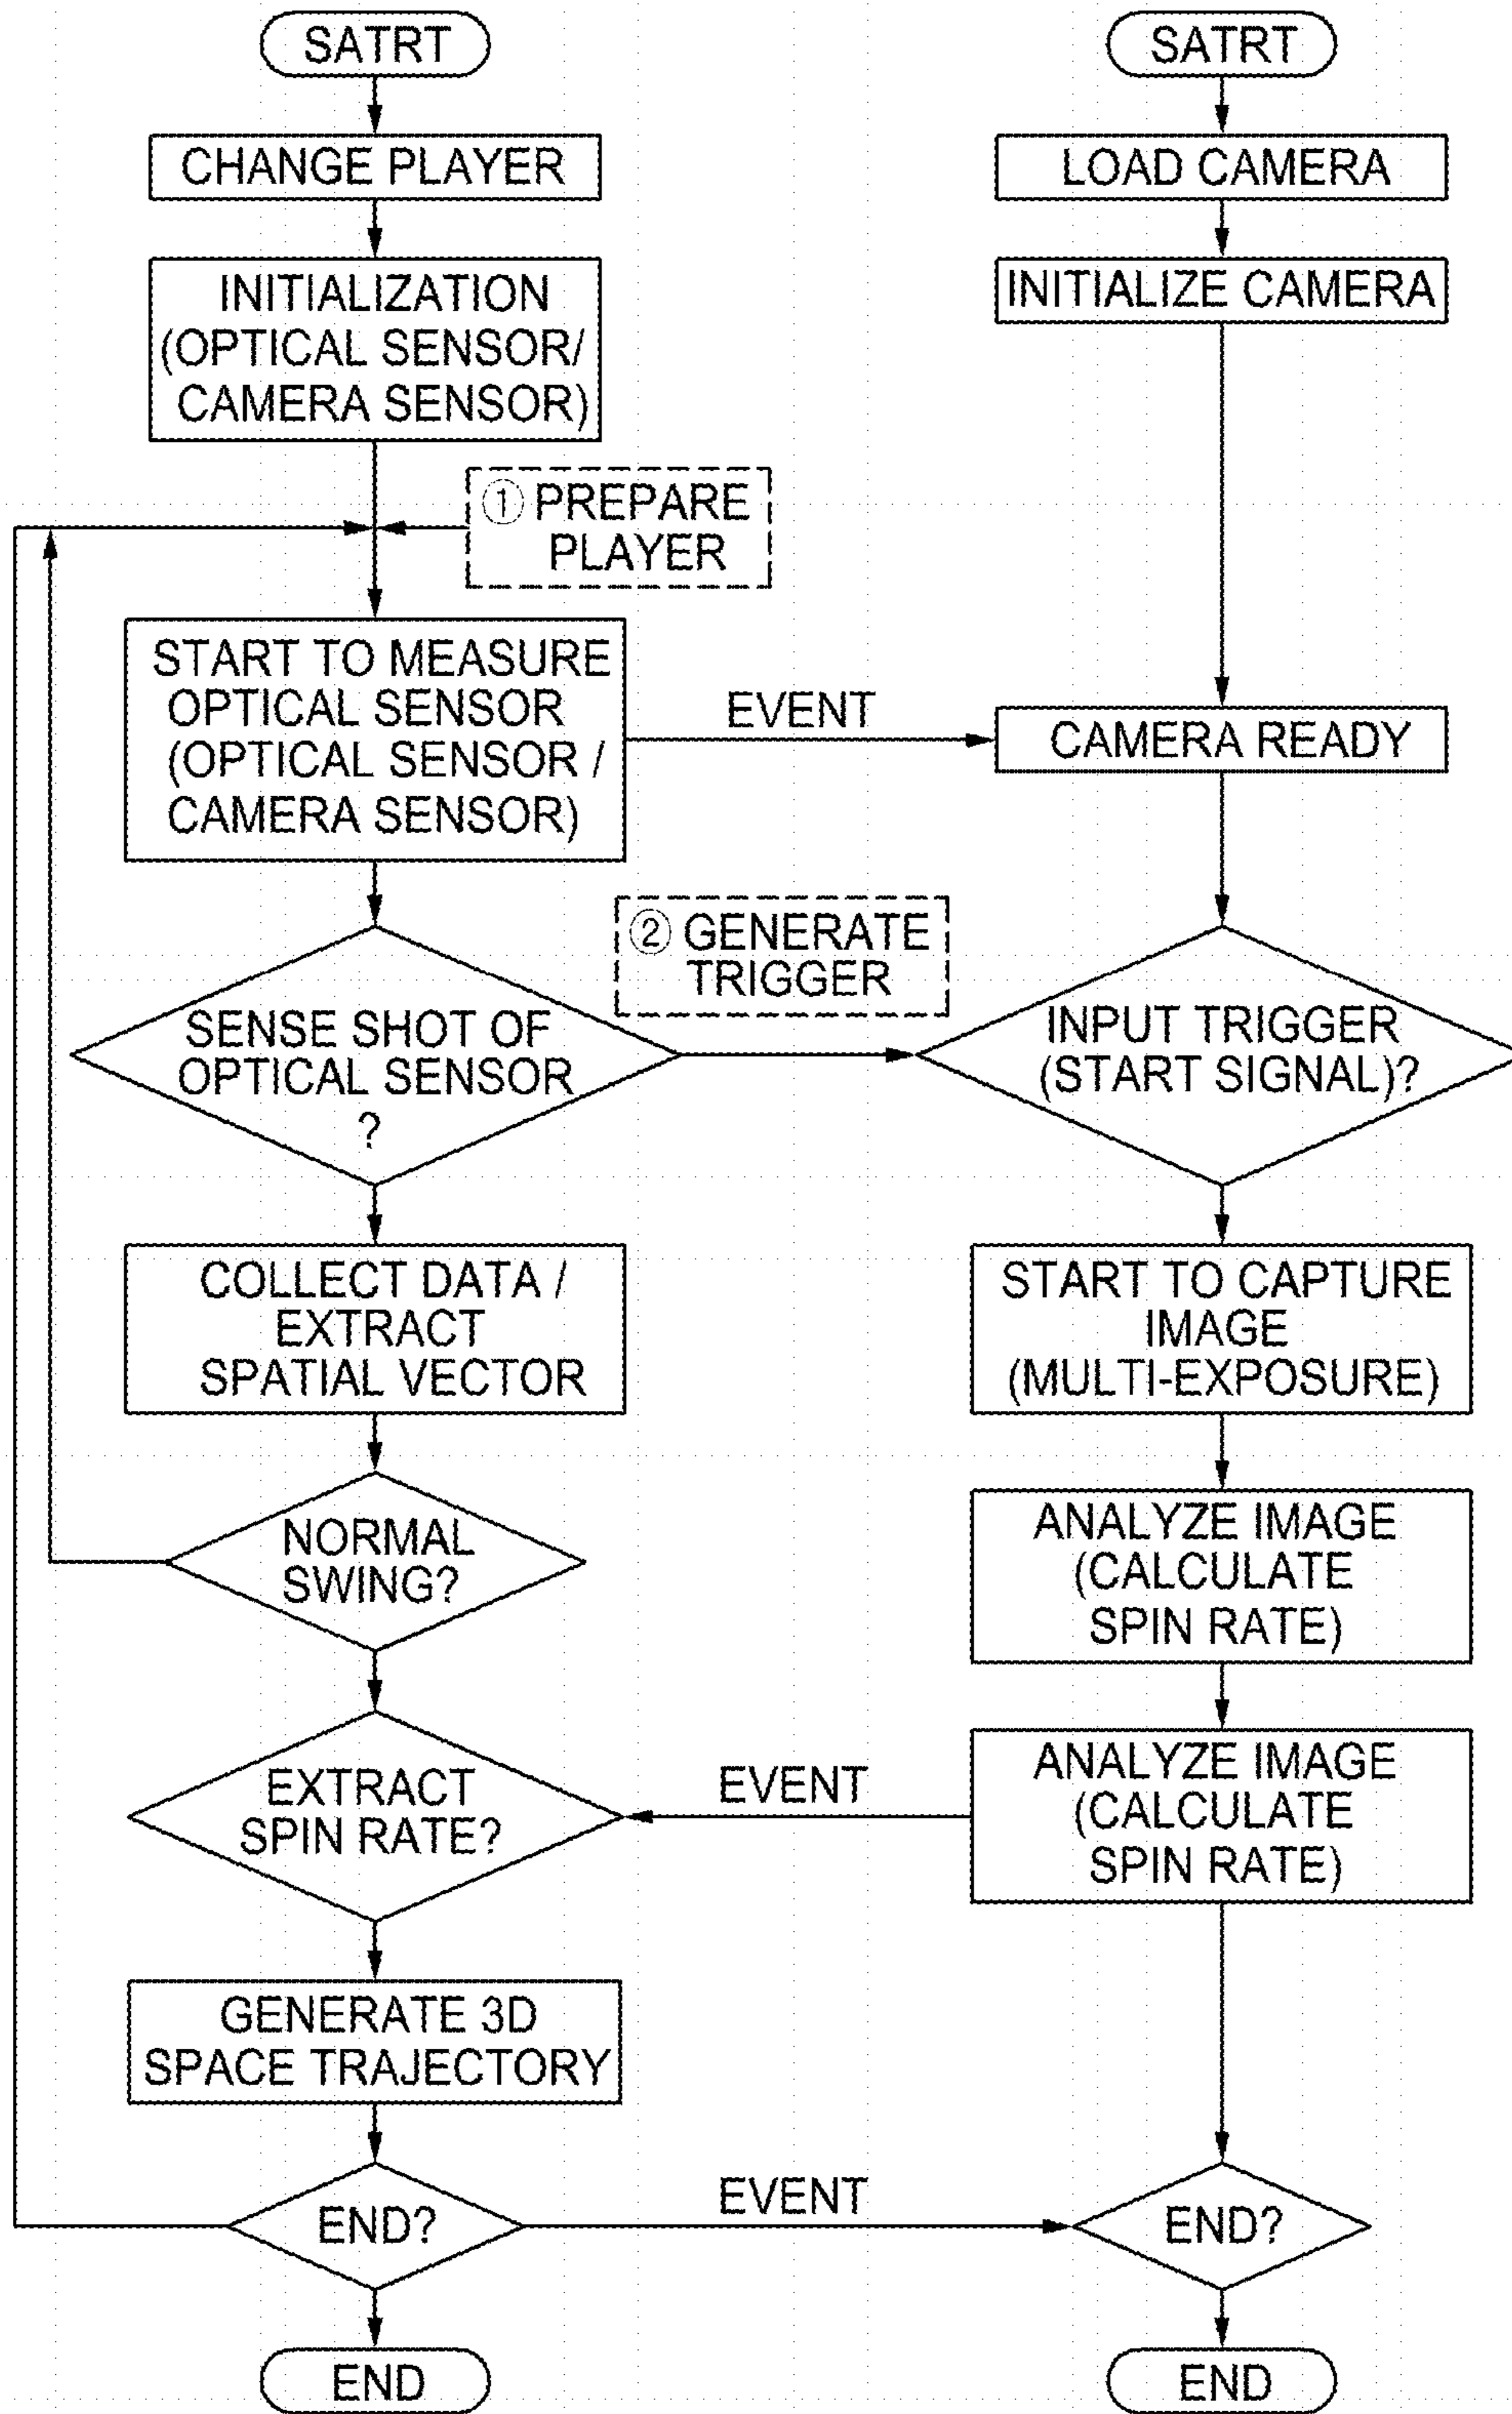 SATRT
CHANGE PLAYER
INITIALIZATION
(OPTICAL SENSOR/
CAMERA SENSOR)
① PREPARE
PLAYER
START TO MEASURE
OPTICAL SENSOR
(OPTICAL SENSOR /
CAMERA SENSOR)
EVENT
② GENERATE
TRIGGER
SENSE SHOT OF
OPTICAL SENSOR
?
COLLECT DATA /
EXTRACT
SPATIAL VECTOR
NORMAL
SWING?
EXTRACT
SPIN RATE?
EVENT
GENERATE 3D
SPACE TRAJECTORY
END?
EVENT
END
SATRT
LOAD CAMERA
INITIALIZE CAMERA
CAMERA READY
INPUT TRIGGER
(START SIGNAL)?
START TO CAPTURE
IMAGE
(MULTI-EXPOSURE)
ANALYZE IMAGE
(CALCULATE
SPIN RATE)
ANALYZE IMAGE
(CALCULATE
SPIN RATE)
END?
END